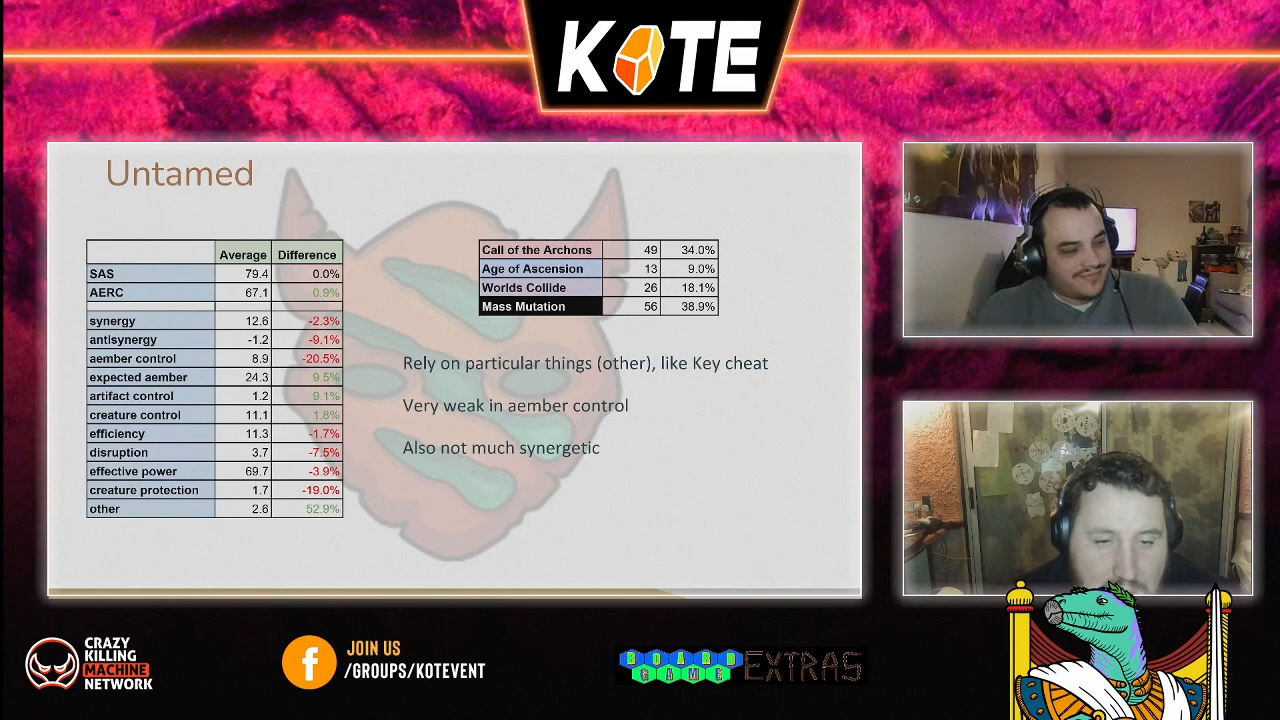 KOTE
Untamed
Average Difference
SAS 79.4 0.0%
AERC 67.1 0.9%
synergy 12.6 -2.3%
antisynergy -1.2 -9.1%
aember control 8.9 -20.5%
expected aember 24.3 9.5%
artifact control 1.2 9.1%
creature control 11.1 1.8%
efficiency 11.3 -1.7%
disruption 3.7 -7.5%
effective power 69.7 -3.9%
creature protection 1.7 -19.0%
other 2.6 52.9%
Call of the Archons 49 34.0%
Age of Ascension 13 9.0%
Worlds Collide 26 18.1%
Mass Mutation 56 38.9%
Rely on particular things (other), like Key cheat
Very weak in aember control
Also not much synergetic
CRAZY
KILLING
MACHINE
NETWORK
f
JOIN US
/GROUPS/KOTEVENT
BOARD
GAME
EXTRAS